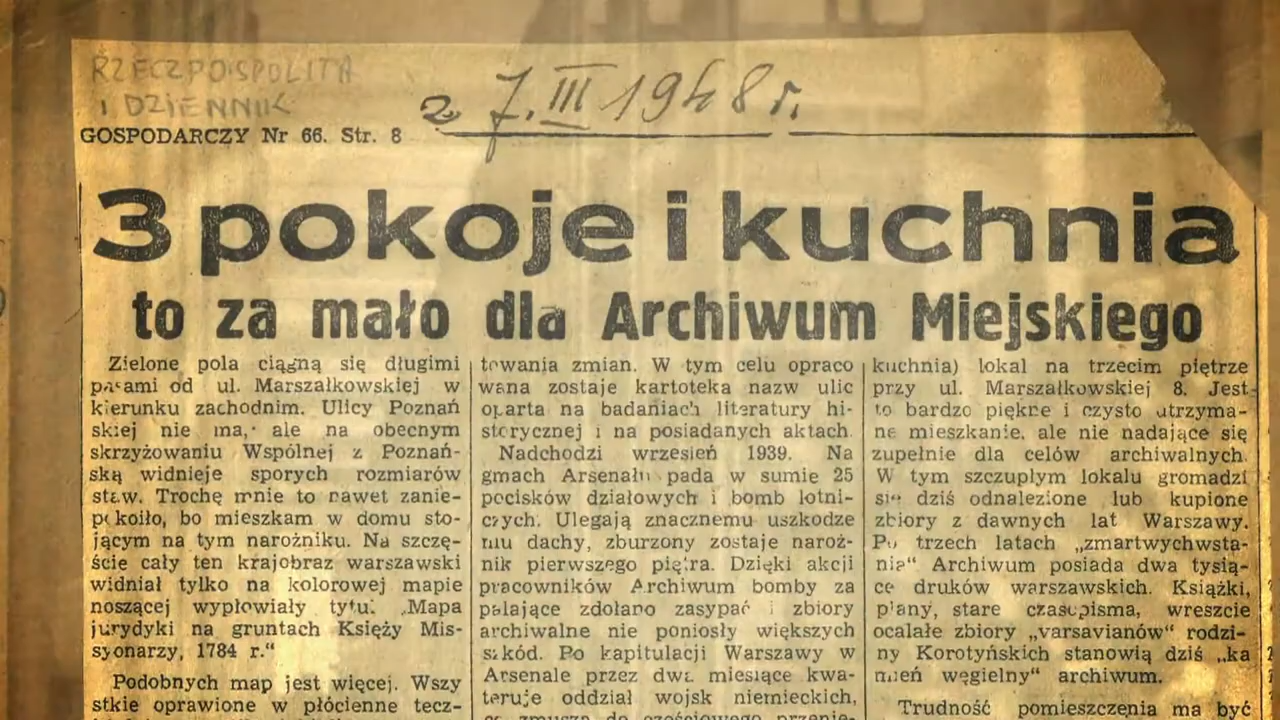 RZECZPOSPOLITA
I DZIENNIK
z 7.III 1948 r.
GOSPODARCZY Nr 66. Str. 8
3 pokoje i kuchnia
to za mało dla Archiwum Miejskiego
Zielone pola ciągną się długimi
pasami od ul. Marszałkowskiej w
kierunku zachodnim. Ulicy Poznań
skiej nie ma, ale na obecnym
skrzyżowaniu Wspólnej z Poznań-
ską widnieje sporych rozmiarów
staw. Trochę mnie to nawet zanie-
pokoiło, bo mieszkam w domu sto-
jącym na tym narożniku. Na szczę-
ście cały ten krajobraz warszawski
widniał tylko na kolorowej mapie
noszącej wypłowiały tytuł „Mapa
jurydyki na gruntach Księży Mis-
syonarzy, 1784 r.“
Podobnych map jest więcej. Wszy
stkie oprawione w płócienne tecz-
towania zmian. W tym celu opraco
wana zostaje kartoteka nazw ulic
oparta na badaniach literatury hi-
storycznej i na posiadanych aktach.
Nadchodzi wrzesień 1939. Na
gmach Arsenału pada w sumie 25
pocisków działowych i bomb lotni-
czych. Ulegają znacznemu uszkodze
niu dachy, zburzony zostaje naroż-
nik pierwszego piętra. Dzięki akcji
pracowników Archiwum bomby za
palające zdołano zasypać i zbiory
archiwalne nie poniosły większych
szkód. Po kapitulacji Warszawy w
Arsenale przez dwa miesiące kwa-
teruje oddział wojsk niemieckich,
co zmusza do częściowego przenie-
kuchnia) lokal na trzecim piętrze
przy ul. Marszałkowskiej 8. Jest
to bardzo piękne i czysto utrzyma-
ne mieszkanie, ale nie nadające się
zupełnie dla celów archiwalnych.
W tym szczupłym lokalu gromadzi
się dziś odnalezione lub kupione
zbiory z dawnych lat Warszawy.
Po trzech latach „zmartwychwsta-
nia“ Archiwum posiada dwa tysią-
ce druków warszawskich. Książki,
plany, stare czasopisma, wreszcie
ocalałe zbiory „varsavianów“ rodzi-
ny Korotyńskich stanowią dziś „ka
mień węgielny“ archiwum.
Trudność pomieszczenia ma być